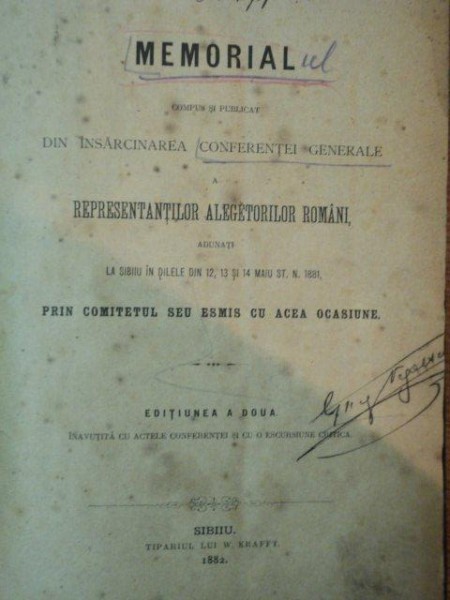 MEMORIALul
COMPUS ȘI PUBLICAT
DIN ÎNSĂRCINAREA CONFERENȚEI GENERALE
A
REPRESENTANȚILOR ALEGĔTORILOR ROMÂNI,
ADUNAȚI
LA SIBIIU ÎN ḐILELE DIN 12, 13 ȘI 14 MAIU ST. N. 1881,
PRIN COMITETUL SEU ESMIS CU ACEA OCASIUNE.
EDIȚIUNEA A DOUA
ÎNAVUȚITĂ CU ACTELE CONFERENȚEI ȘI CU O ESCURSIUNE CRITICA.
SIBIIU.
TIPARIUL LUI W. KRAFFT.
1882.